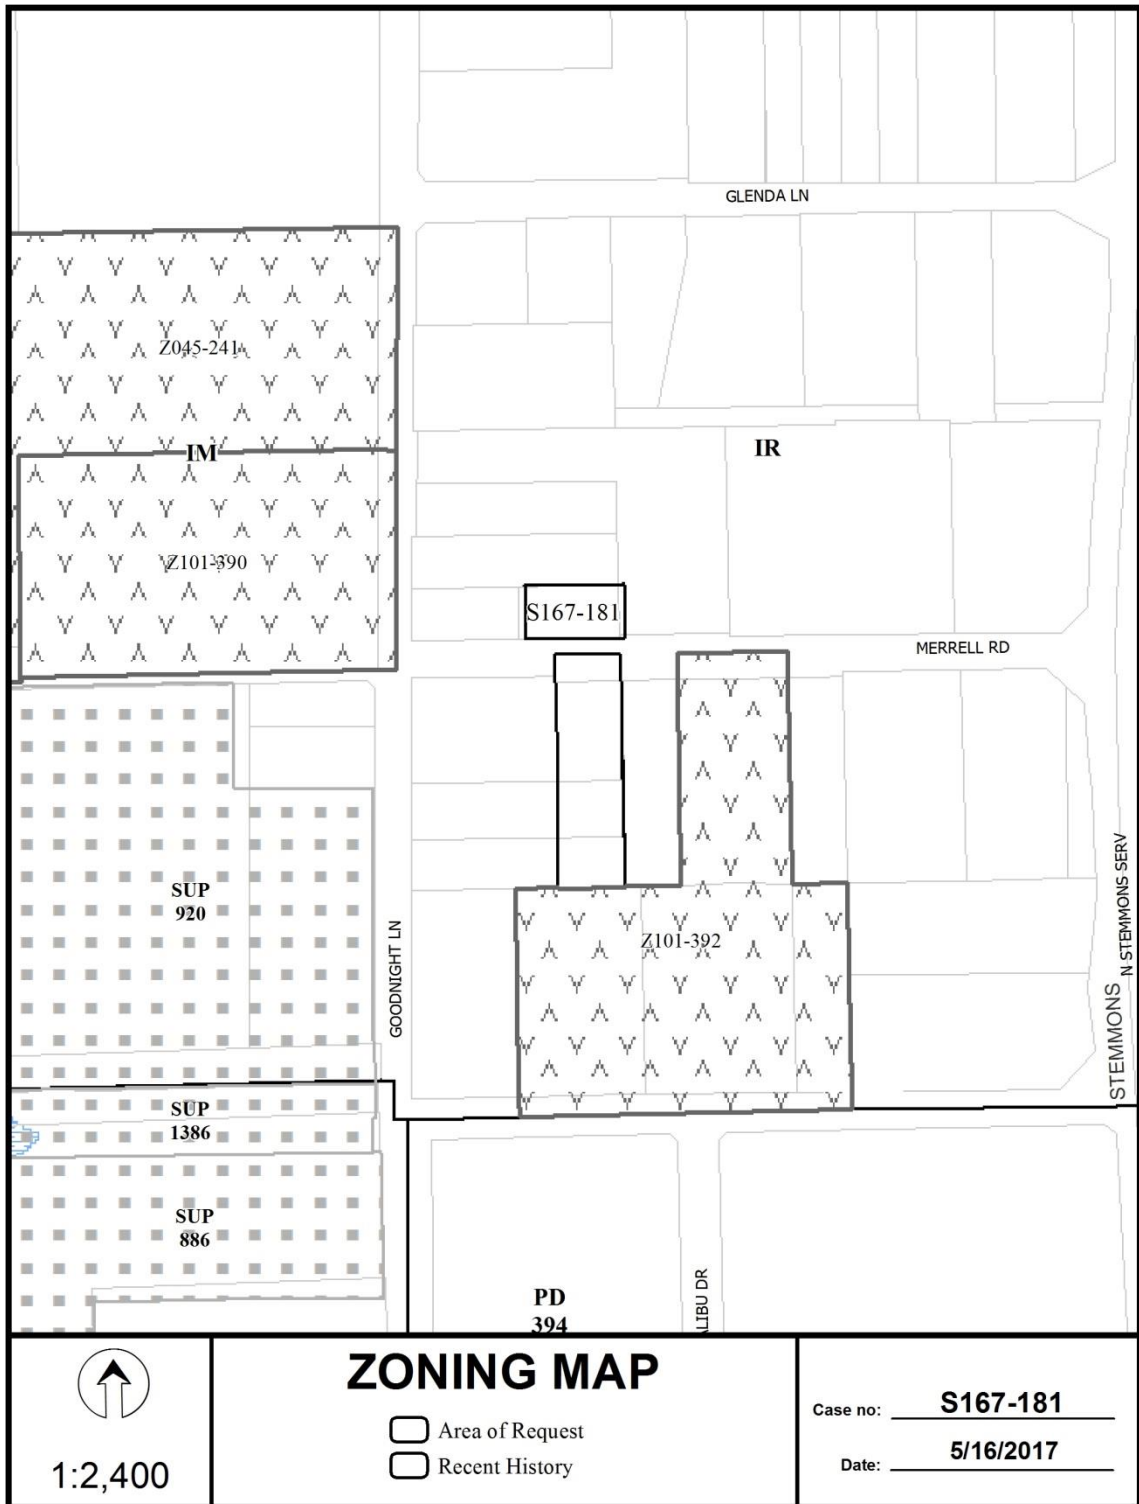 GLENDA LN
Z045-241
IM
IR
Z101-390
S167-181
MERRELL RD
SUP
920
Z101-392
GOODNIGHT LN
N STEMMONS SERV
STEMMONS
SUP
1386
SUP
886
PD
394
ALIBU DR
1:2,400
ZONING MAP
Area of Request
Recent History
Case no: S167-181
Date: 5/16/2017